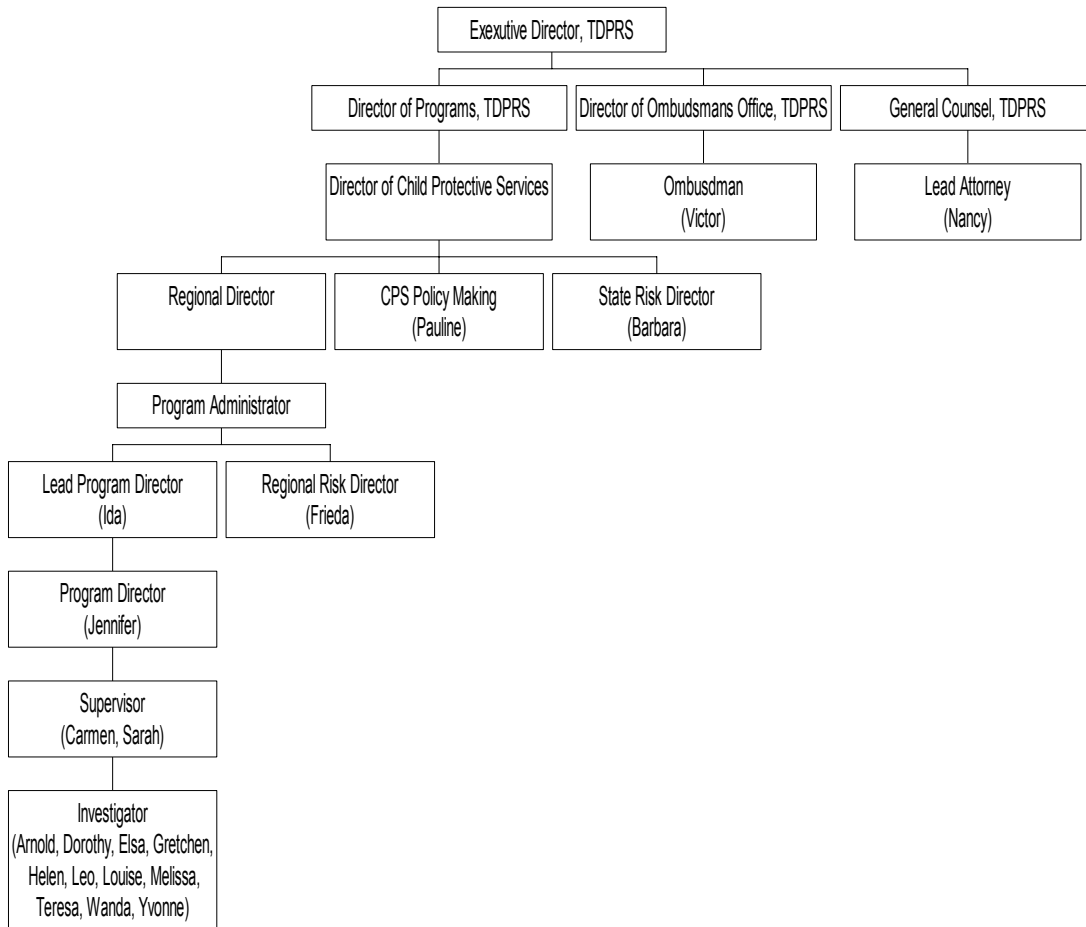 Exexutive Director, TDPRS
Director of Programs, TDPRS
Director of Ombudsmans Office, TDPRS
General Counsel, TDPRS
Director of Child Protective Services
Ombusdman
(Victor)
Lead Attorney
(Nancy)
Regional Director
CPS Policy Making
(Pauline)
State Risk Director
(Barbara)
Program Administrator
Lead Program Director
(Ida)
Regional Risk Director
(Frieda)
Program Director
(Jennifer)
Supervisor
(Carmen, Sarah)
Investigator
(Arnold, Dorothy, Elsa, Gretchen,
Helen, Leo, Louise, Melissa,
Teresa, Wanda, Yvonne)